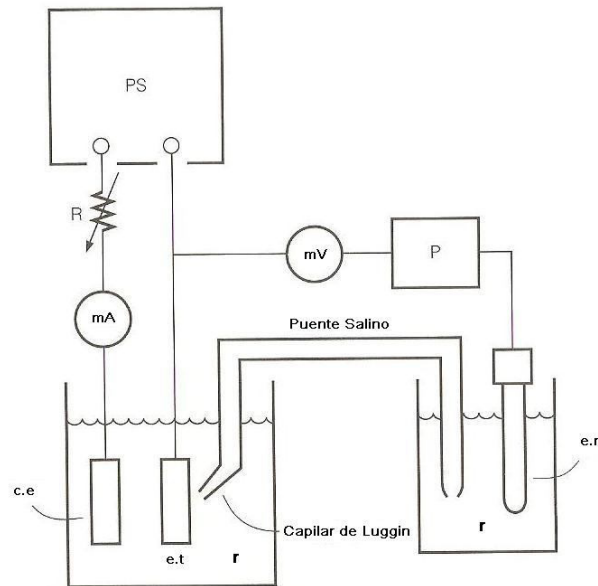 PS
R
mV
P
mA
Puente Salino
e.r
c.e
Capilar de Luggin
e.t
r
r